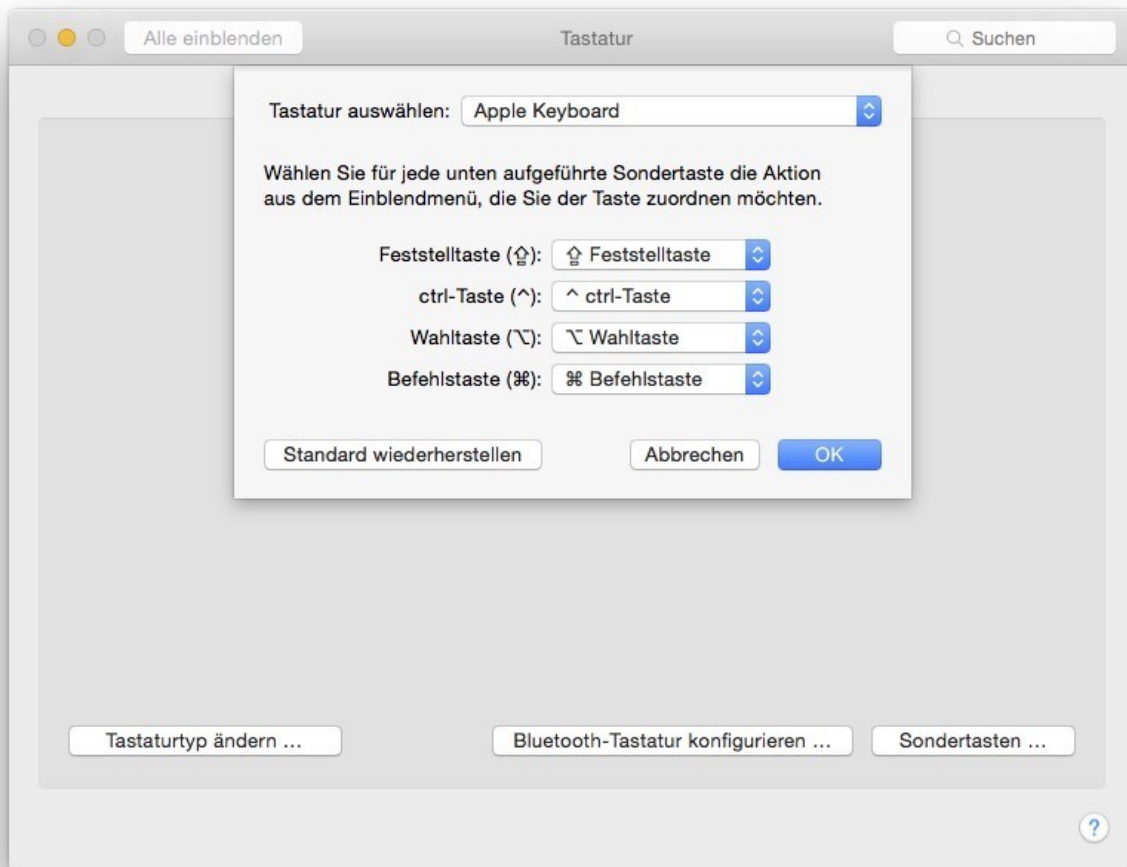 Alle einblenden Tastatur Suchen
Tastatur auswählen: Apple Keyboard
Wählen Sie für jede unten aufgeführte Sondertaste die Aktion
aus dem Einblendmenü, die Sie der Taste zuordnen möchten.
Feststelltaste (⇪): ⇪ Feststelltaste
ctrl-Taste (^): ^ ctrl-Taste
Wahltaste (⌥): ⌥ Wahltaste
Befehlstaste (⌘): ⌘ Befehlstaste
Standard wiederherstellen Abbrechen OK
Tastaturtyp ändern ... Bluetooth-Tastatur konfigurieren ... Sondertasten ...
?